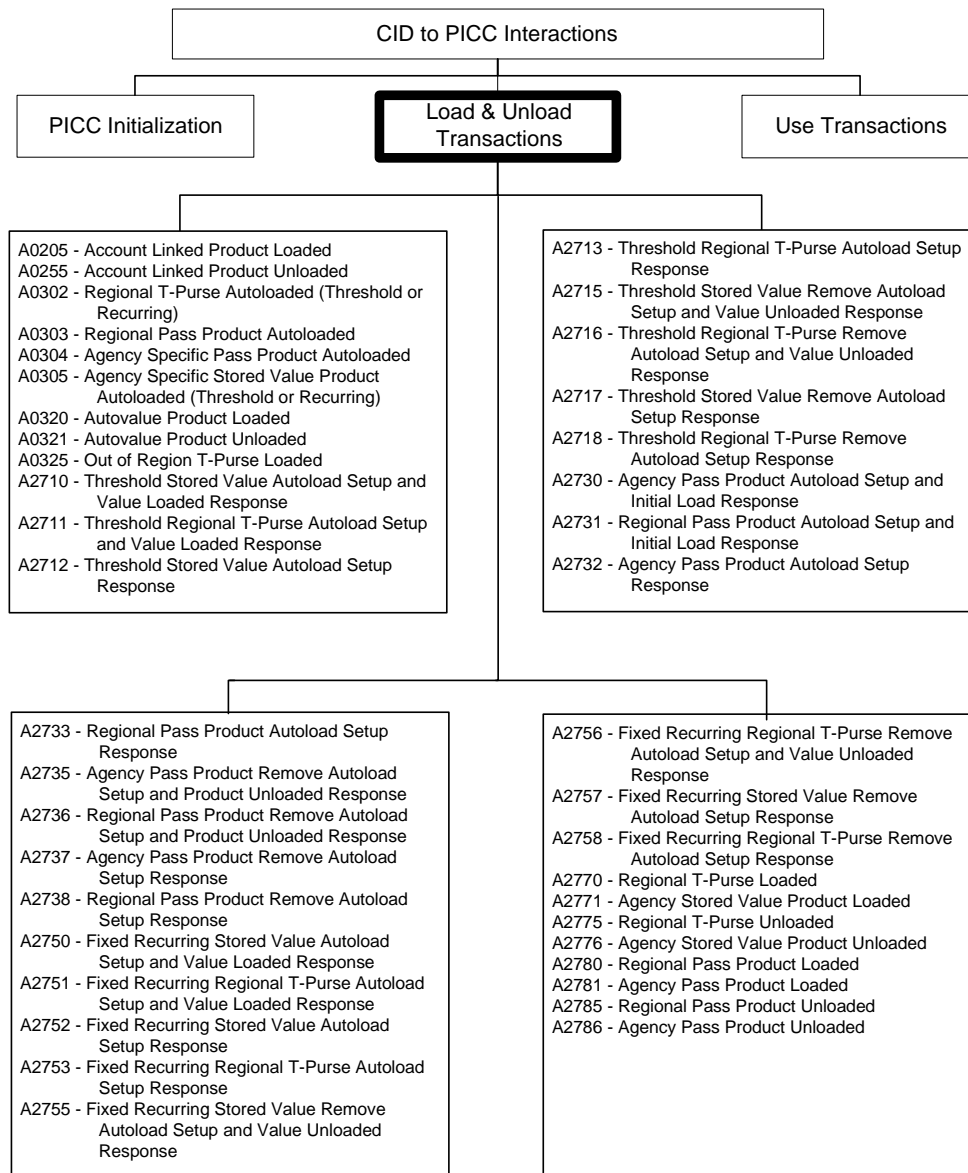 CID to PICC Interactions
PICC Initialization
Load & Unload
Transactions
Use Transactions
A0205 - Account Linked Product Loaded
A0255 - Account Linked Product Unloaded
A0302 - Regional T-Purse Autoloaded (Threshold or
Recurring)
A0303 - Regional Pass Product Autoloaded
A0304 - Agency Specific Pass Product Autoloaded
A0305 - Agency Specific Stored Value Product
Autoloaded (Threshold or Recurring)
A0320 - Autovalue Product Loaded
A0321 - Autovalue Product Unloaded
A0325 - Out of Region T-Purse Loaded
A2710 - Threshold Stored Value Autoload Setup and
Value Loaded Response
A2711 - Threshold Regional T-Purse Autoload Setup
and Value Loaded Response
A2712 - Threshold Stored Value Autoload Setup
Response
A2713 - Threshold Regional T-Purse Autoload Setup
Response
A2715 - Threshold Stored Value Remove Autoload
Setup and Value Unloaded Response
A2716 - Threshold Regional T-Purse Remove
Autoload Setup and Value Unloaded
Response
A2717 - Threshold Stored Value Remove Autoload
Setup Response
A2718 - Threshold Regional T-Purse Remove
Autoload Setup Response
A2730 - Agency Pass Product Autoload Setup and
Initial Load Response
A2731 - Regional Pass Product Autoload Setup and
Initial Load Response
A2732 - Agency Pass Product Autoload Setup
Response
A2733 - Regional Pass Product Autoload Setup
Response
A2735 - Agency Pass Product Remove Autoload
Setup and Product Unloaded Response
A2736 - Regional Pass Product Remove Autoload
Setup and Product Unloaded Response
A2737 - Agency Pass Product Remove Autoload
Setup Response
A2738 - Regional Pass Product Remove Autoload
Setup Response
A2750 - Fixed Recurring Stored Value Autoload
Setup and Value Loaded Response
A2751 - Fixed Recurring Regional T-Purse Autoload
Setup and Value Loaded Response
A2752 - Fixed Recurring Stored Value Autoload
Setup Response
A2753 - Fixed Recurring Regional T-Purse Autoload
Setup Response
A2755 - Fixed Recurring Stored Value Remove
Autoload Setup and Value Unloaded
Response
A2756 - Fixed Recurring Regional T-Purse Remove
Autoload Setup and Value Unloaded
Response
A2757 - Fixed Recurring Stored Value Remove
Autoload Setup Response
A2758 - Fixed Recurring Regional T-Purse Remove
Autoload Setup Response
A2770 - Regional T-Purse Loaded
A2771 - Agency Stored Value Product Loaded
A2775 - Regional T-Purse Unloaded
A2776 - Agency Stored Value Product Unloaded
A2780 - Regional Pass Product Loaded
A2781 - Agency Pass Product Loaded
A2785 - Regional Pass Product Unloaded
A2786 - Agency Pass Product Unloaded